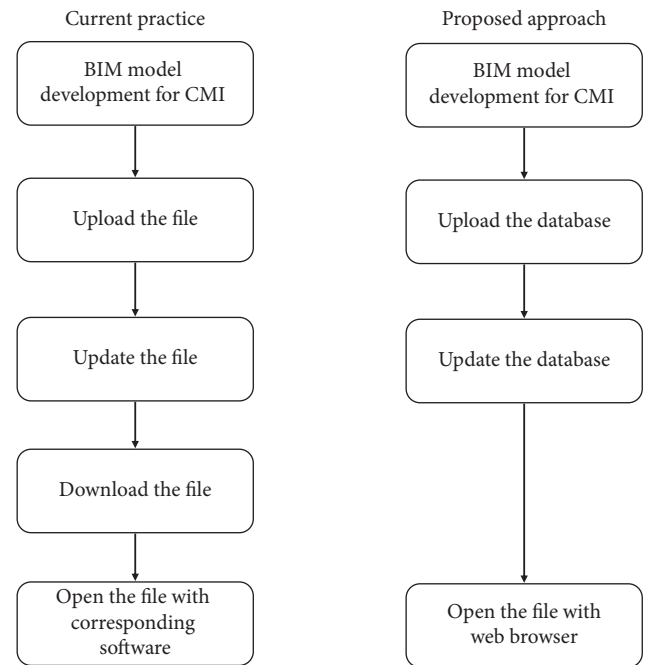 Current practice
BIM model
development for CMI
Upload the file
Update the file
Download the file
Open the file with
corresponding
software
Proposed approach
BIM model
development for CMI
Upload the database
Update the database
Open the file with
web browser